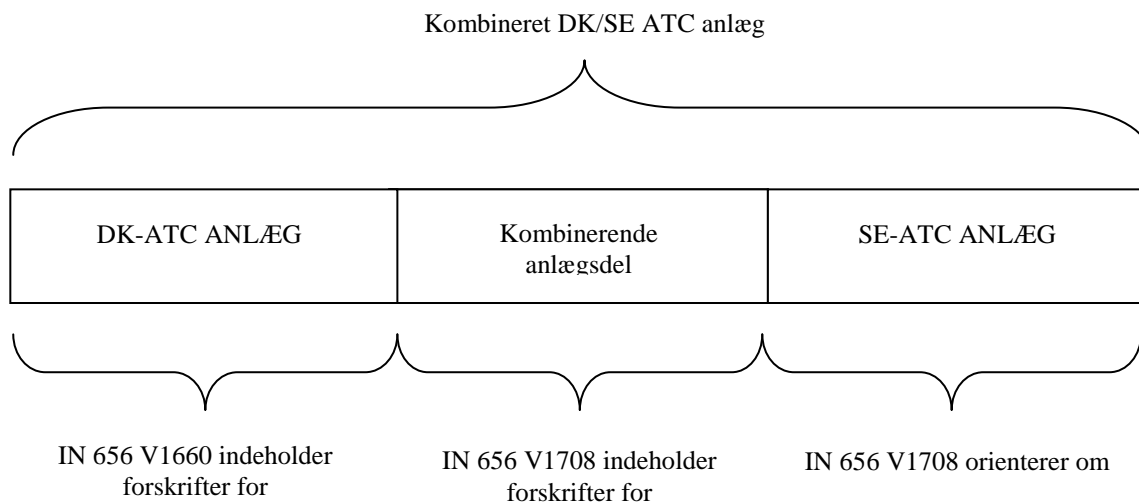 Kombineret DK/SE ATC anlæg
DK-ATC ANLÆG
Kombinerende
anlægsdel
SE-ATC ANLÆG
IN 656 V1660 indeholder
forskrifter for
IN 656 V1708 indeholder
forskrifter for
IN 656 V1708 orienterer om